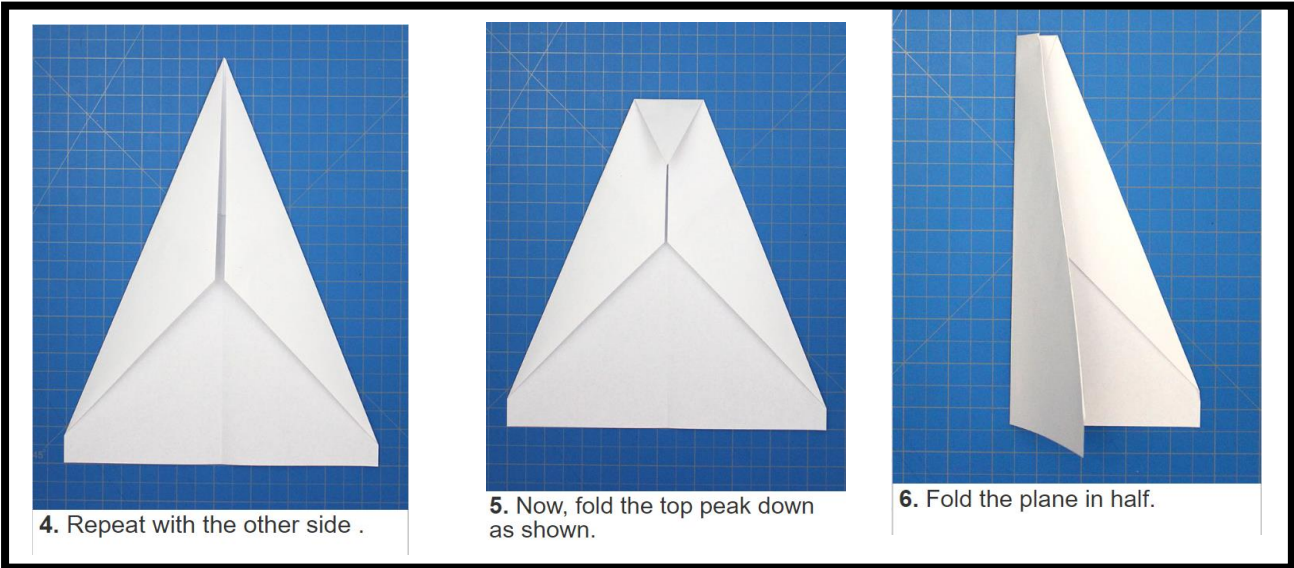 4. Repeat with the other side .
5. Now, fold the top peak down
as shown.
6. Fold the plane in half.